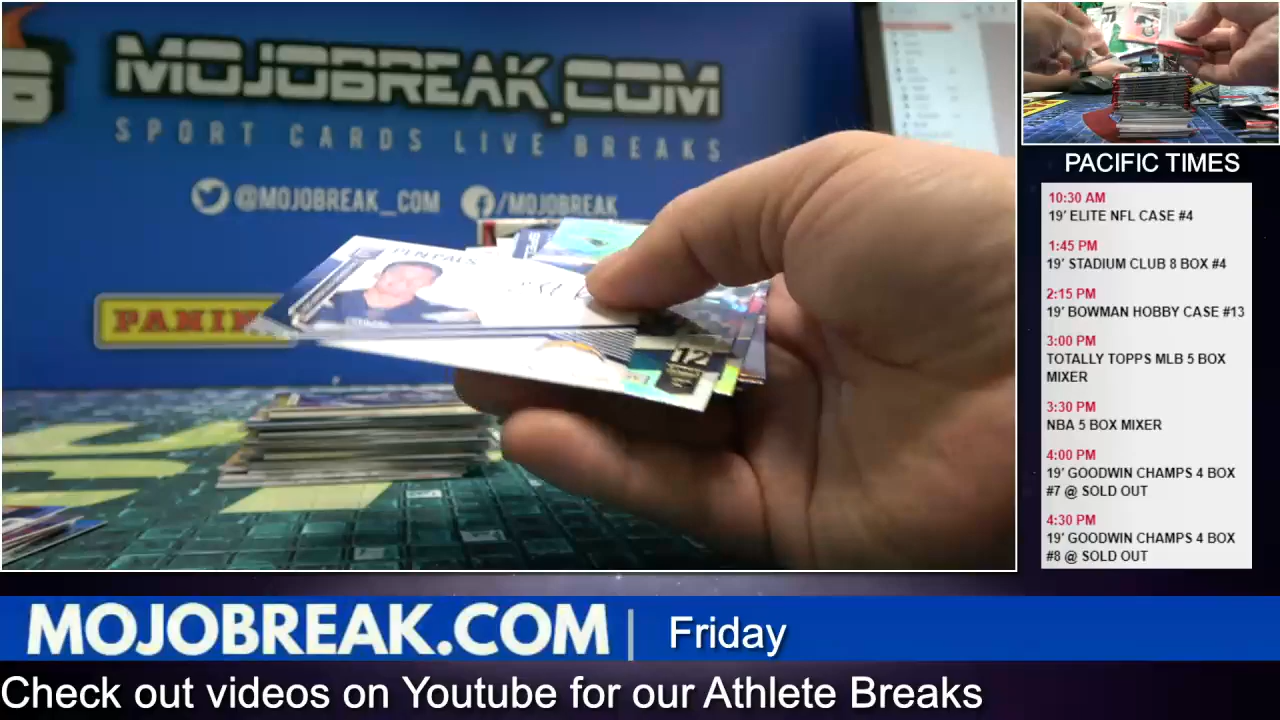 MOJOBREAK.COM
SPORT CARDS LIVE BREAKS
@MOJOBREAK_COM
/MOJOBREAK
PANINI
PEN PALS
12
PACIFIC TIMES
10:30 AM
19' ELITE NFL CASE #4
1:45 PM
19' STADIUM CLUB 8 BOX #4
2:15 PM
19' BOWMAN HOBBY CASE #13
3:00 PM
TOTALLY TOPPS MLB 5 BOX
MIXER
3:30 PM
NBA 5 BOX MIXER
4:00 PM
19' GOODWIN CHAMPS 4 BOX
#7 @ SOLD OUT
4:30 PM
19' GOODWIN CHAMPS 4 BOX
#8 @ SOLD OUT
MOJOBREAK.COM | Friday
Check out videos on Youtube for our Athlete Breaks